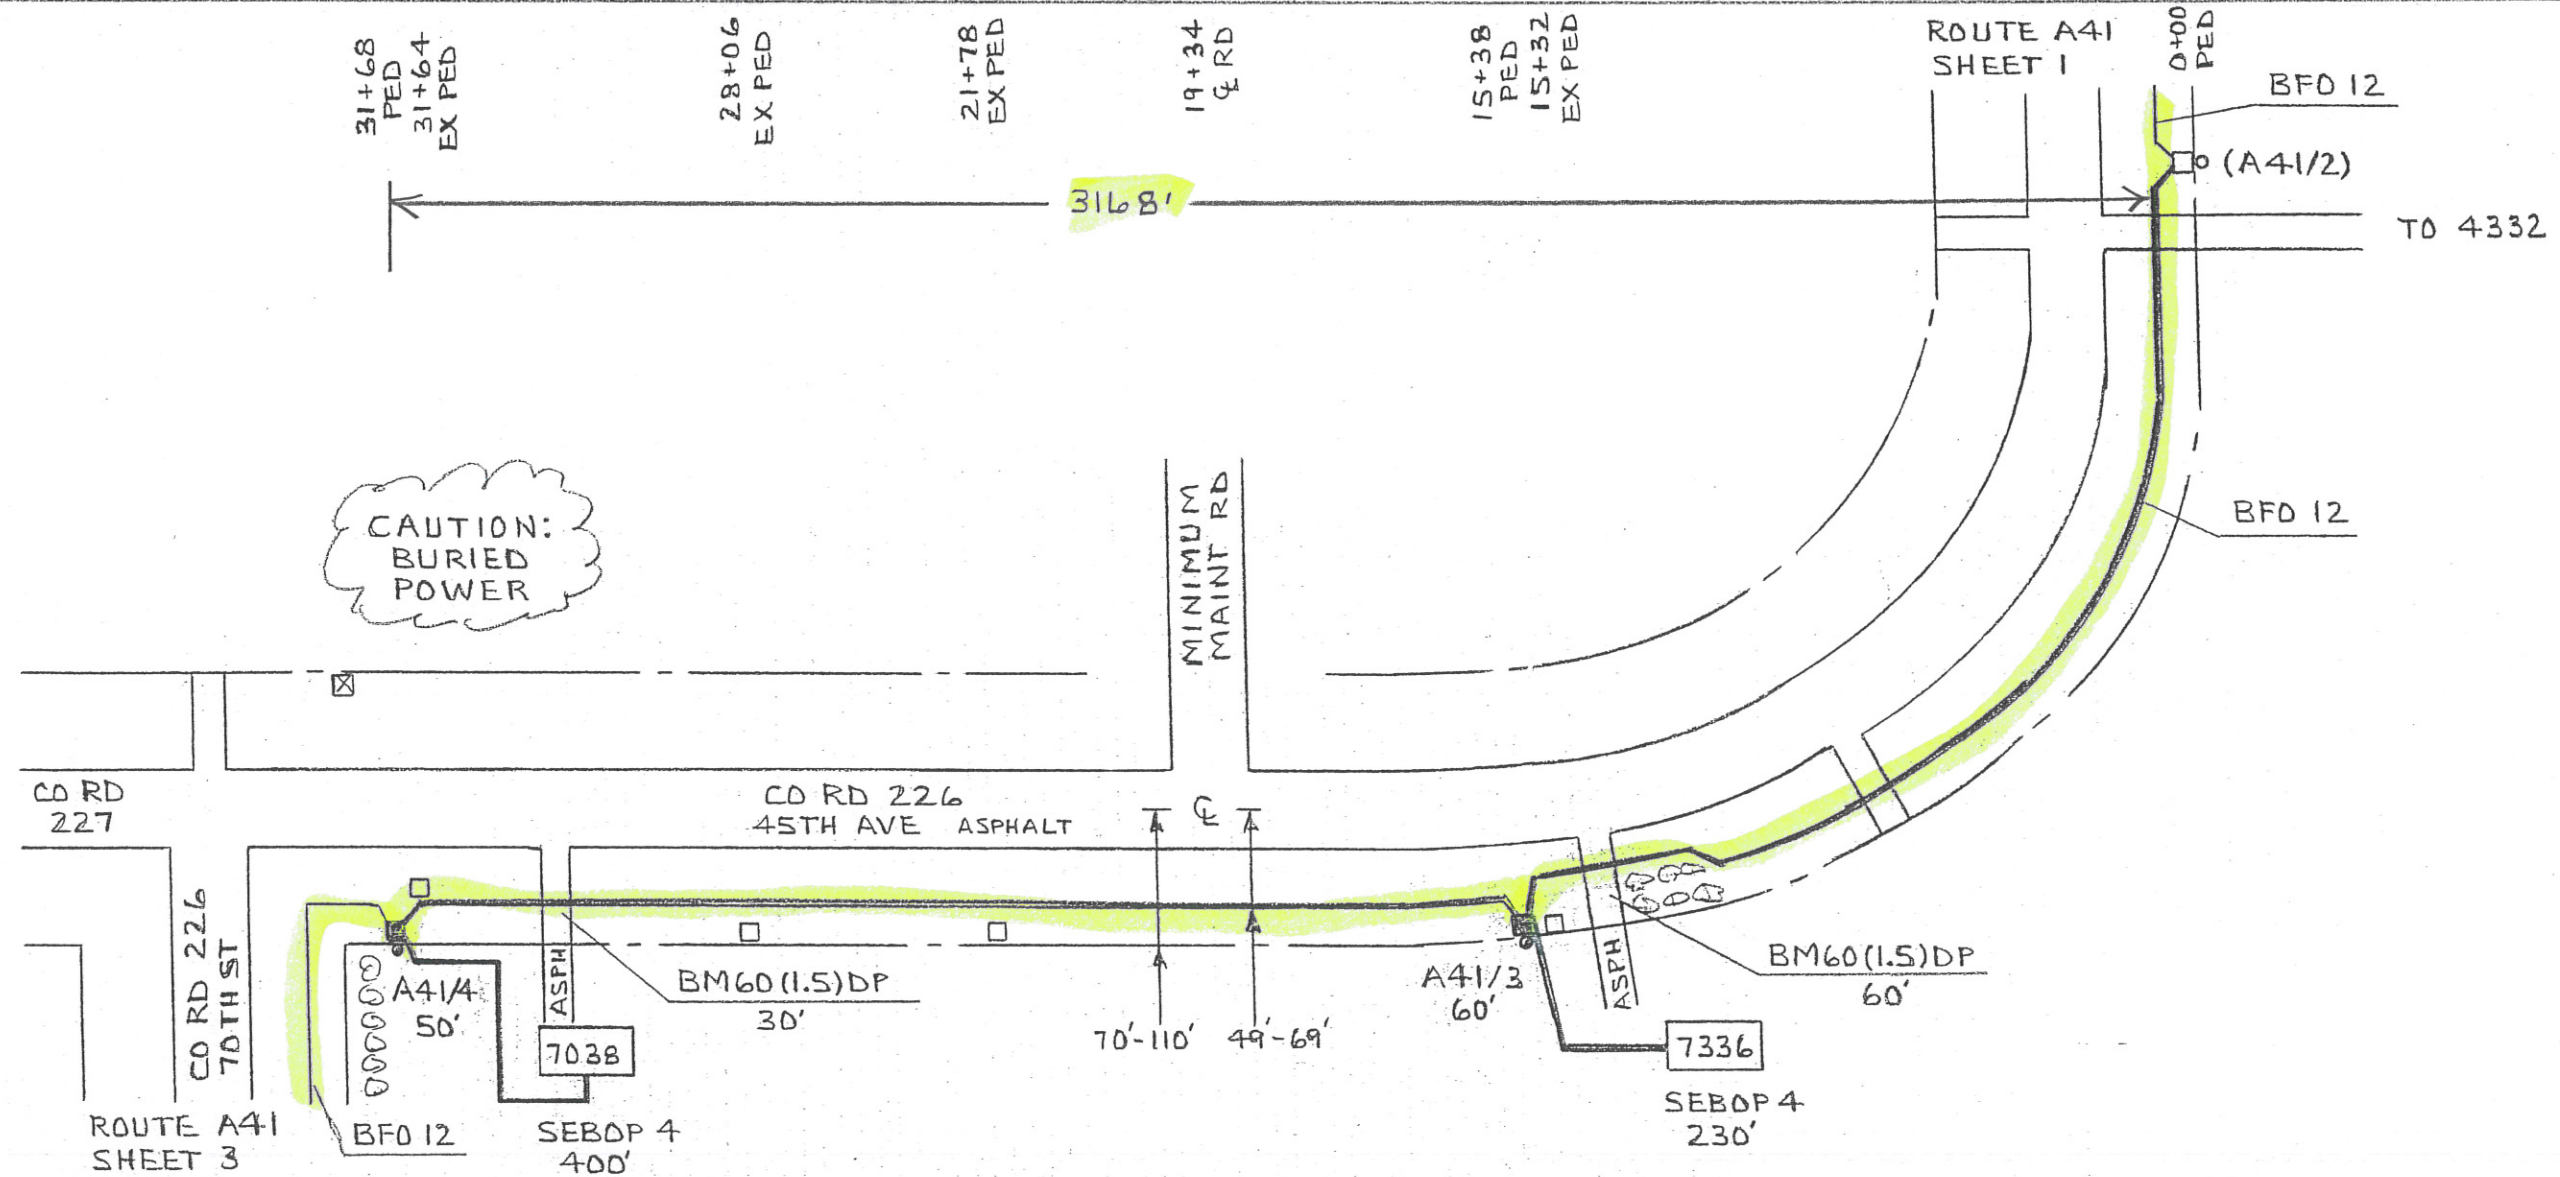 31+68
PED
31+64
EX PED
28+06
EX PED
21+78
EX PED
19+34
℄ RD
15+38
PED
15+32
EX PED
ROUTE A41
SHEET 1
0+00
PED
BFO 12
(A41/2)
3168'
TO 4332
BFO 12
CAUTION:
BURIED
POWER
MINIMUM
MAINT RD
CO RD
227
CO RD 226
45TH AVE ASPHALT
℄
CO RD 226
70TH ST
A41/4
50'
ASPH
BM60(1.5)DP
30'
70'-110'
49'-69'
A41/3
60'
ASPH
BM60(1.5)DP
60'
7038
7336
SEBOP 4
400'
SEBOP 4
230'
ROUTE A41
SHEET 3
BFO 12